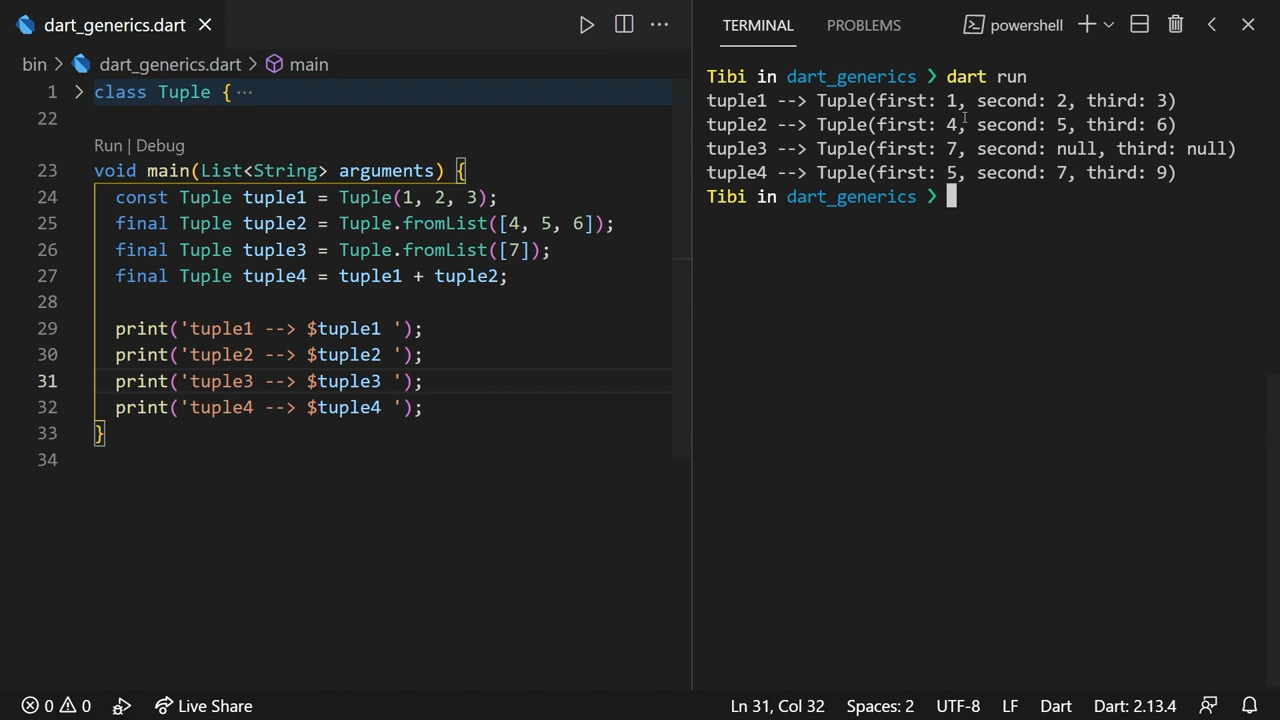 dart_generics.dart
bin > dart_generics.dart > main
1 class Tuple { ···
22
Run | Debug
23 void main(List<String> arguments) {
24 const Tuple tuple1 = Tuple(1, 2, 3);
25 final Tuple tuple2 = Tuple.fromList([4, 5, 6]);
26 final Tuple tuple3 = Tuple.fromList([7]);
27 final Tuple tuple4 = tuple1 + tuple2;
28
29 print('tuple1 --> $tuple1 ');
30 print('tuple2 --> $tuple2 ');
31 print('tuple3 --> $tuple3 ');
32 print('tuple4 --> $tuple4 ');
33 }
34
TERMINAL PROBLEMS powershell
Tibi in dart_generics ❯ dart run
tuple1 --> Tuple(first: 1, second: 2, third: 3)
tuple2 --> Tuple(first: 4, second: 5, third: 6)
tuple3 --> Tuple(first: 7, second: null, third: null)
tuple4 --> Tuple(first: 5, second: 7, third: 9)
Tibi in dart_generics ❯
0 0 Live Share Ln 31, Col 32 Spaces: 2 UTF-8 LF Dart Dart: 2.13.4